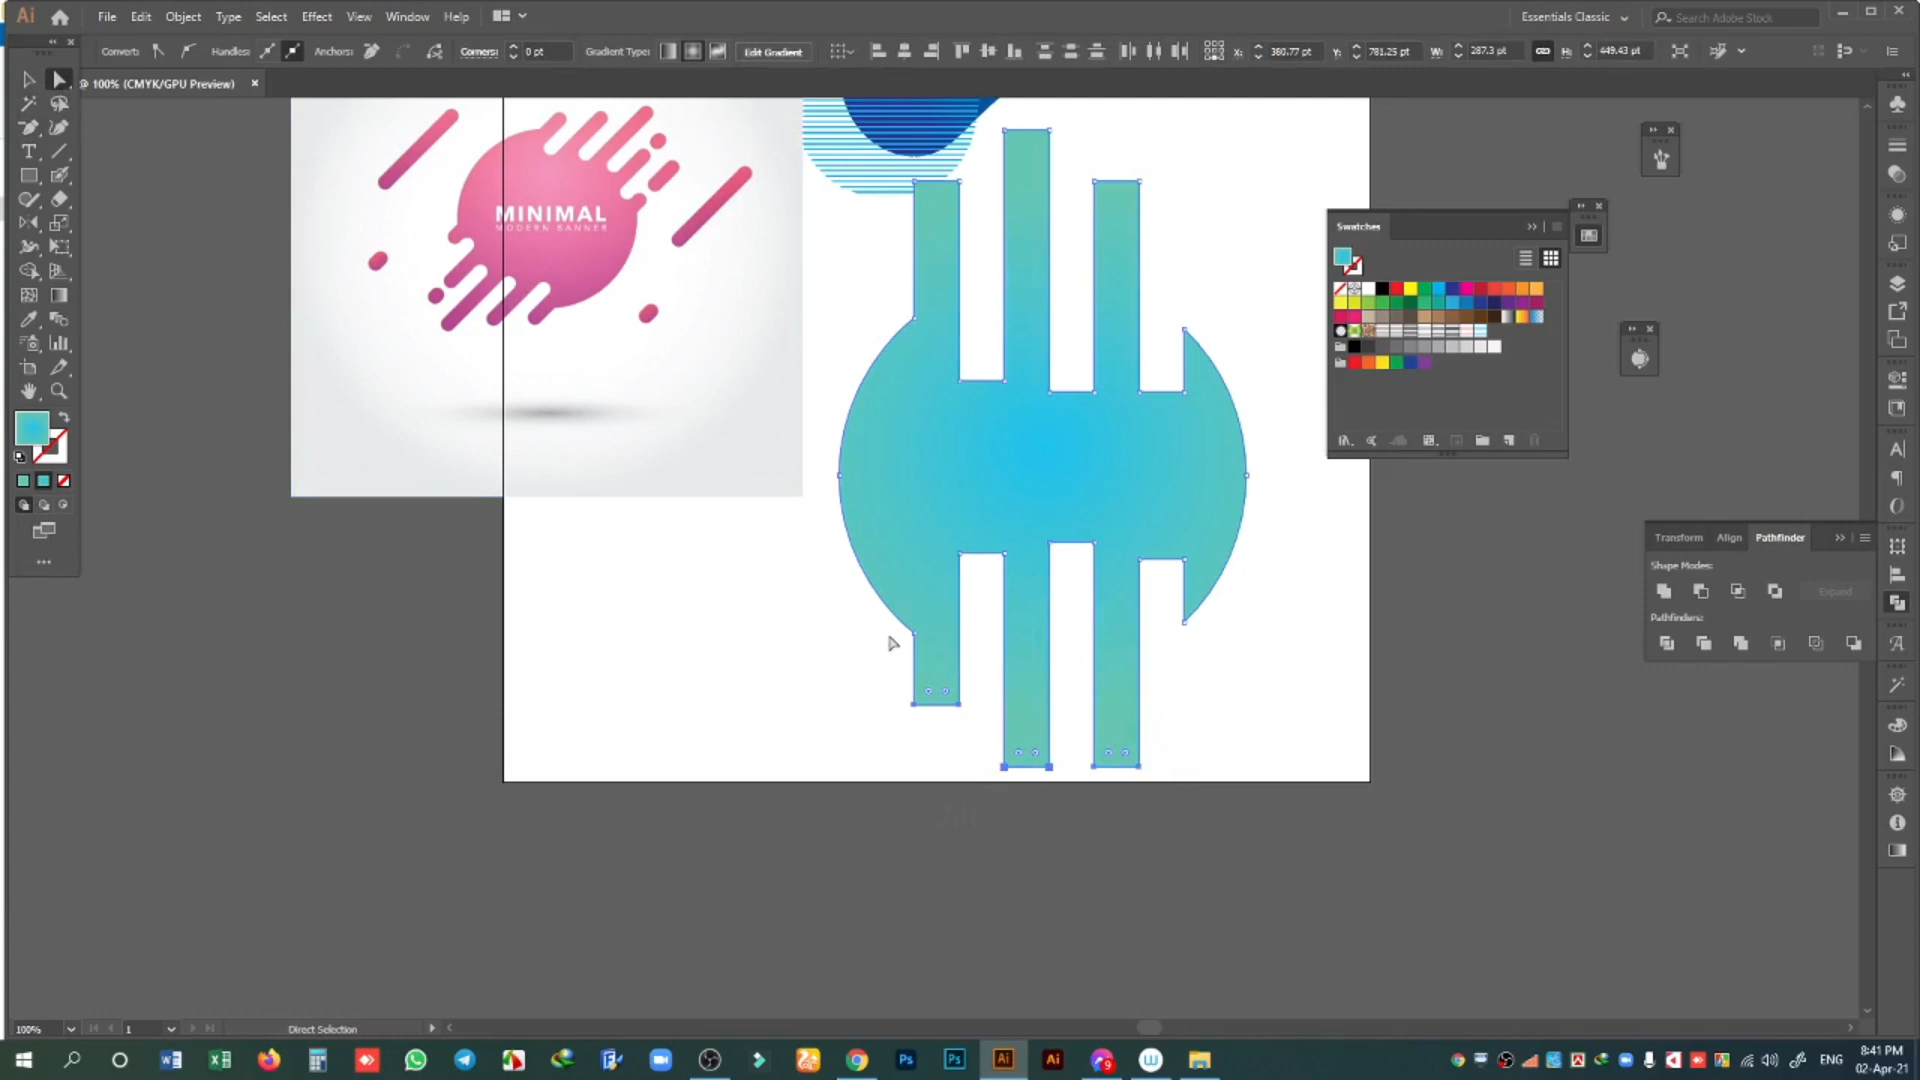 Ai File Edit Object Type Select Effect View Window Help Essentials Classic Search Adobe Stock
Convert: Handles: Anchors: Corners: 0 pt Gradient Type: Edit Gradient X: 380.77 pt Y: 781.25 pt W: 287.3 pt H: 449.43 pt
@ 100% (CMYK/GPU Preview)
MINIMAL
MODERN BANNER
Swatches
Transform Align Pathfinder
Shape Modes:
Expand
Pathfinders:
Alt
100% 1 Direct Selection
ENG 8:41 PM
02-Apr-21